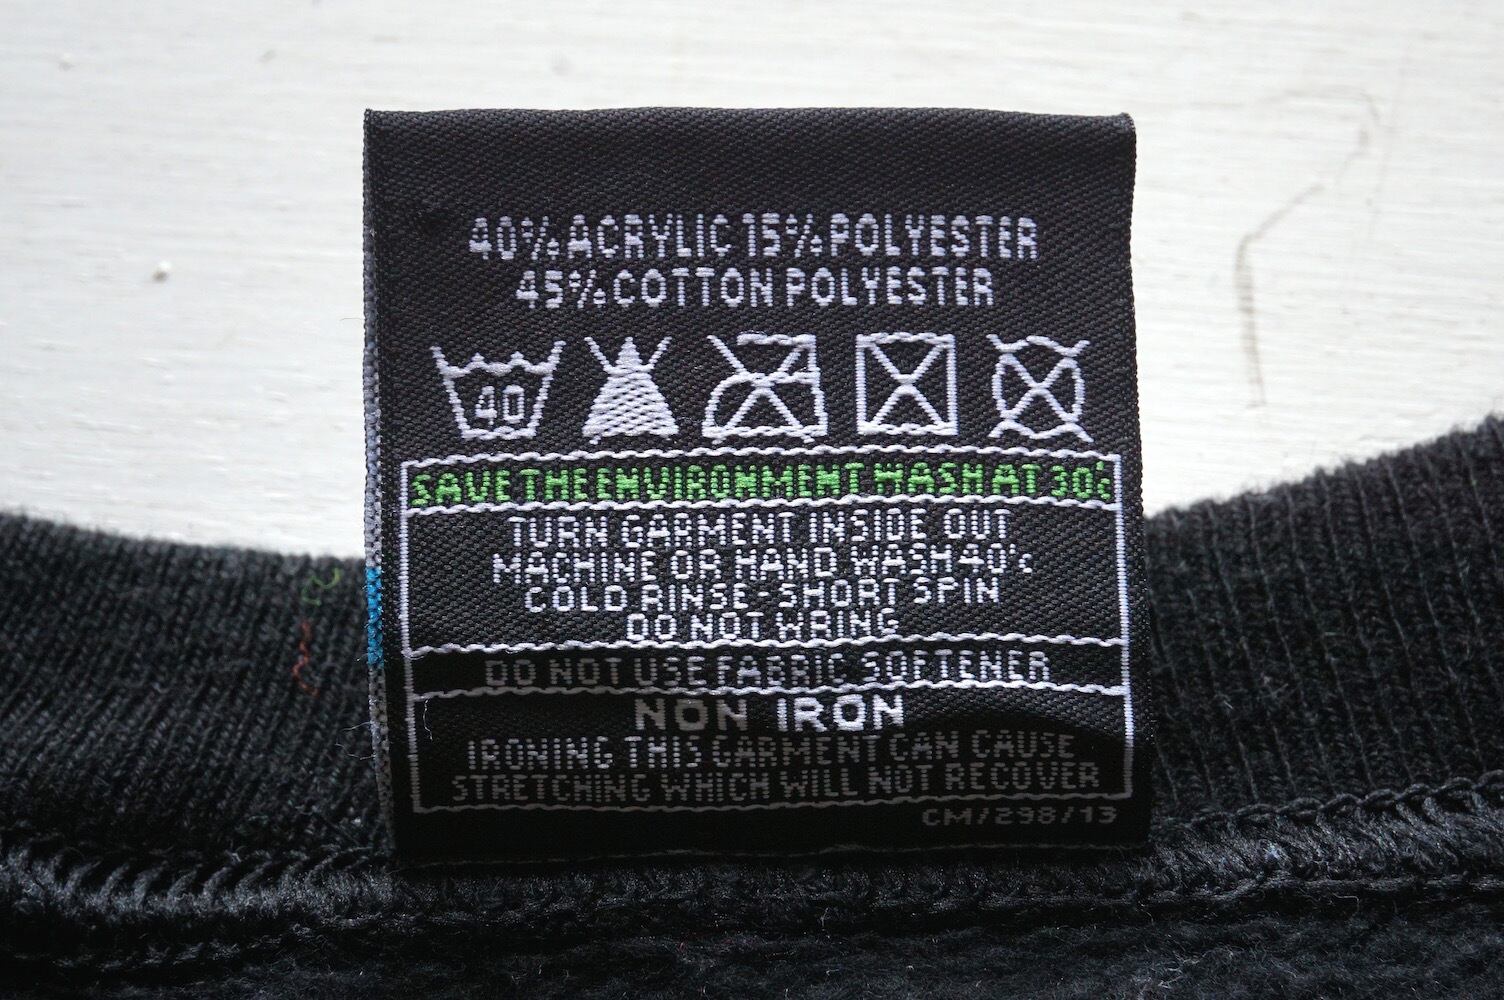 40% ACRYLIC 15% POLYESTER
45% COTTON POLYESTER
40
SAVE THE ENVIRONMENT WASH AT 30°c
TURN GARMENT INSIDE OUT
MACHINE OR HAND WASH 40°c
COLD RINSE - SHORT SPIN
DO NOT WRING
DO NOT USE FABRIC SOFTENER
NON IRON
IRONING THIS GARMENT CAN CAUSE
STRETCHING WHICH WILL NOT RECOVER
CM/298/13